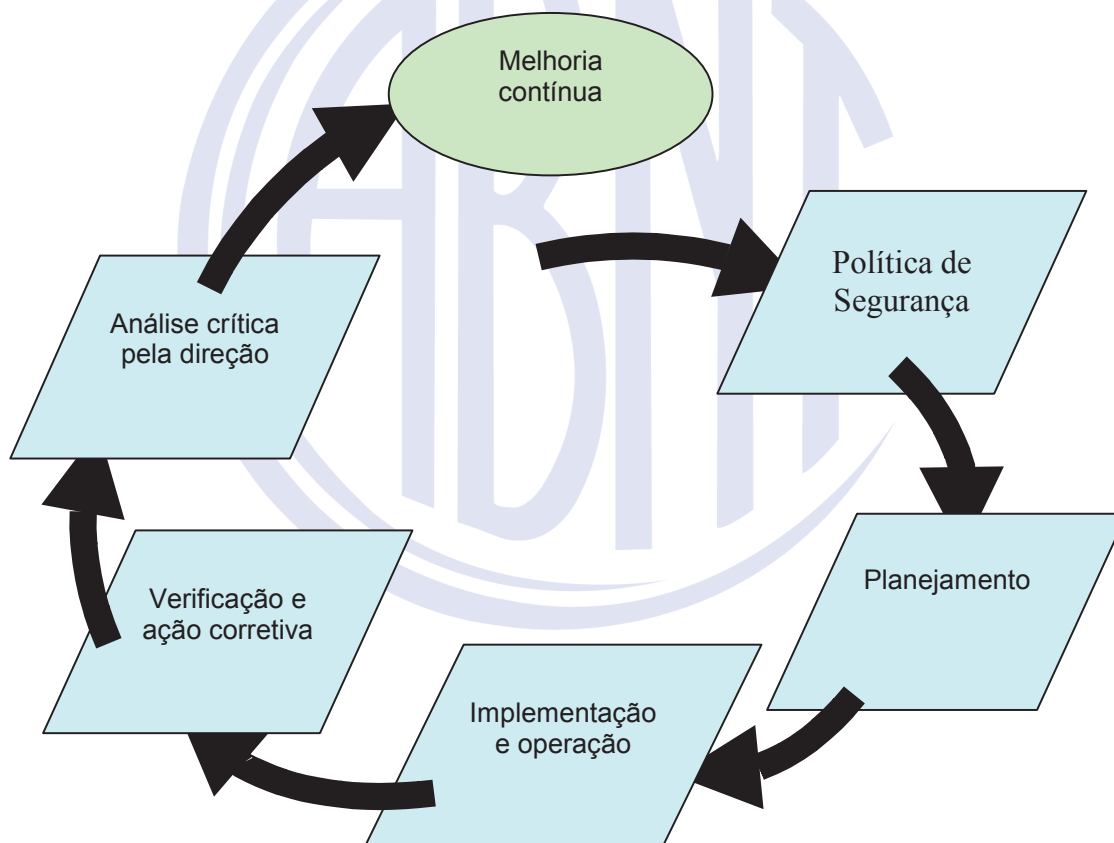 Melhoria
contínua
Política de
Segurança
Planejamento
Implementação
e operação
Verificação e
ação corretiva
Análise crítica
pela direção
ABNT